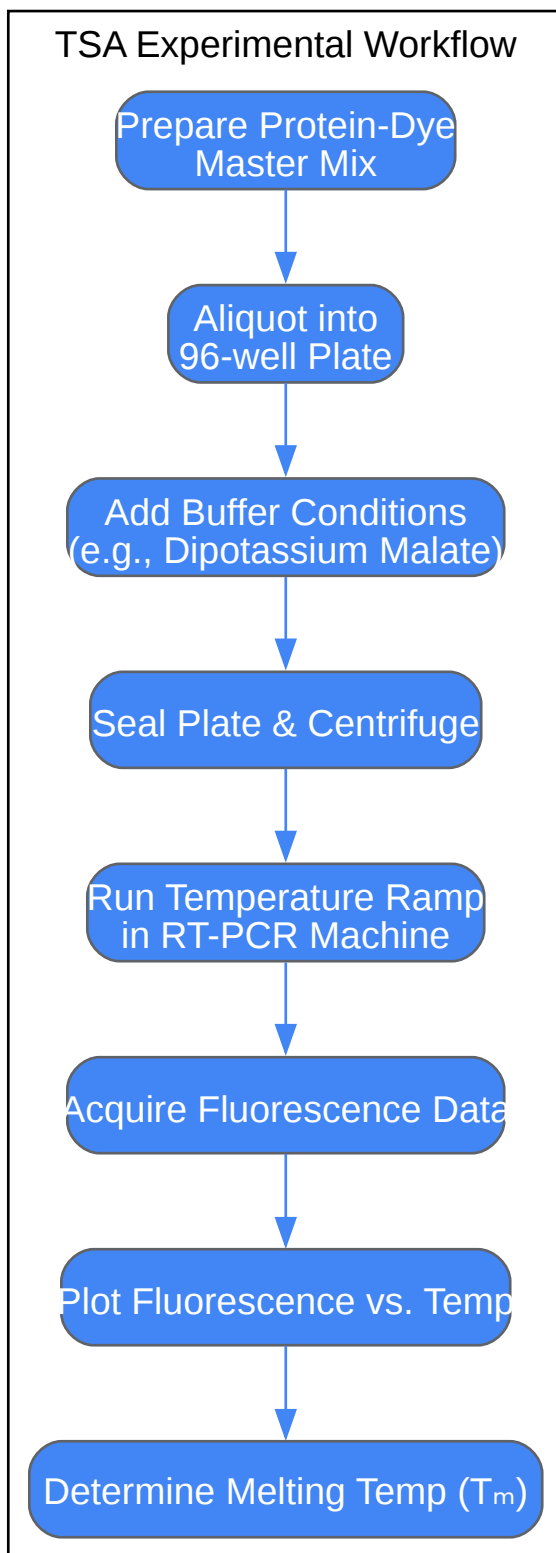 TSA Experimental Workflow
Prepare Protein-Dye
Master Mix
Aliquot into
96-well Plate
Add Buffer Conditions
(e.g., Dipotassium Malate)
Seal Plate & Centrifuge
Run Temperature Ramp
in RT-PCR Machine
Acquire Fluorescence Data
Plot Fluorescence vs. Temp
Determine Melting Temp (Tₘ)